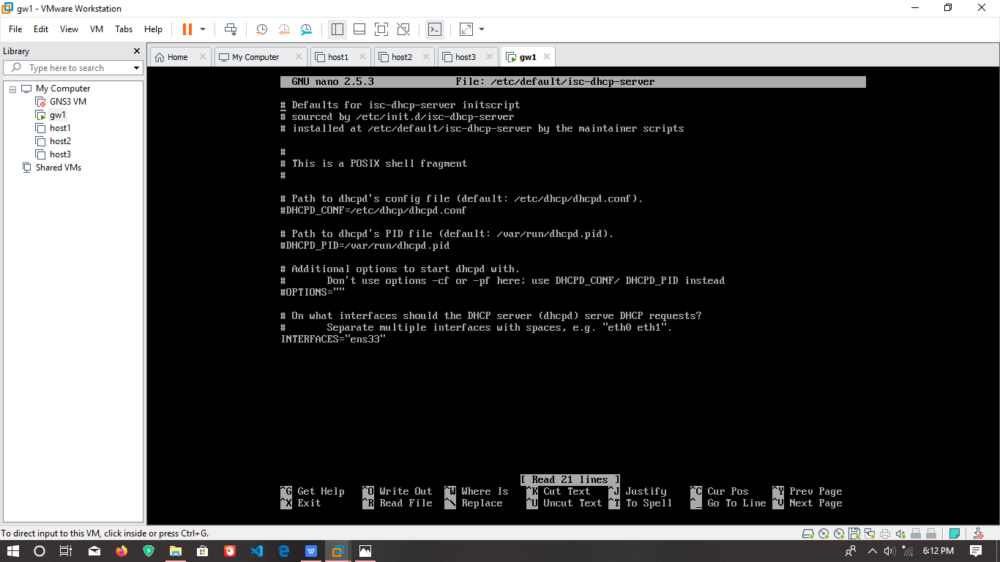 gw1 - VMware Workstation
File Edit View VM Tabs Help
Library
Type here to search
My Computer
GNS3 VM
gw1
host1
host2
host3
Shared VMs
Home My Computer host1 host2 host3 gw1
GNU nano 2.5.3 File: /etc/default/isc-dhcp-server
# Defaults for isc-dhcp-server initscript
# sourced by /etc/init.d/isc-dhcp-server
# installed at /etc/default/isc-dhcp-server by the maintainer scripts
#
# This is a POSIX shell fragment
#
# Path to dhcpd's config file (default: /etc/dhcp/dhcpd.conf).
#DHCPD_CONF=/etc/dhcp/dhcpd.conf
# Path to dhcpd's PID file (default: /var/run/dhcpd.pid).
#DHCPD_PID=/var/run/dhcpd.pid
# Additional options to start dhcpd with.
# Don't use options -cf or -pf here; use DHCPD_CONF/ DHCPD_PID instead
#OPTIONS=""
# On what interfaces should the DHCP server (dhcpd) serve DHCP requests?
# Separate multiple interfaces with spaces, e.g. "eth0 eth1".
INTERFACES="ens33"
[ Read 21 lines ]
^G Get Help ^O Write Out ^W Where Is ^K Cut Text ^J Justify ^C Cur Pos ^Y Prev Page
^X Exit ^R Read File ^\ Replace ^U Uncut Text ^T To Spell ^_ Go To Line ^V Next Page
To direct input to this VM, click inside or press Ctrl+G.
W
6:12 PM